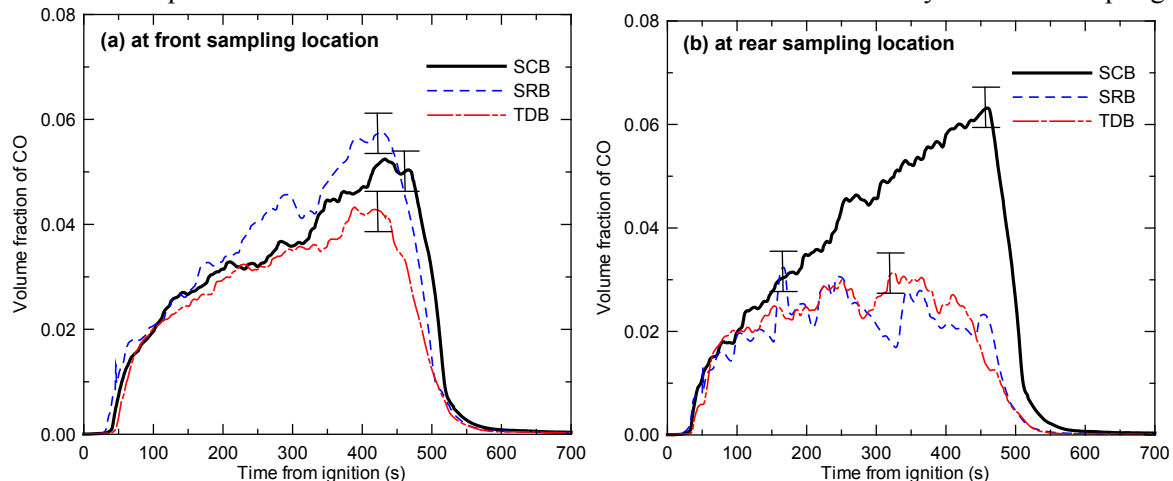 (a) at front sampling location
SCB
SRB
TDB
Volume fraction of CO
0.08
0.06
0.04
0.02
0.00
0 100 200 300 400 500 600 700
Time from ignition (s)
(b) at rear sampling location
SCB
SRB
TDB
Volume fraction of CO
0.08
0.06
0.04
0.02
0.00
0 100 200 300 400 500 600 700
Time from ignition (s)